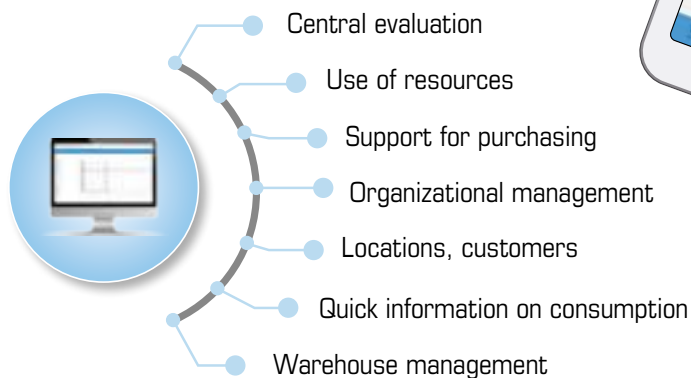 Central evaluation
Use of resources
Support for purchasing
Organizational management
Locations, customers
Quick information on consumption
Warehouse management